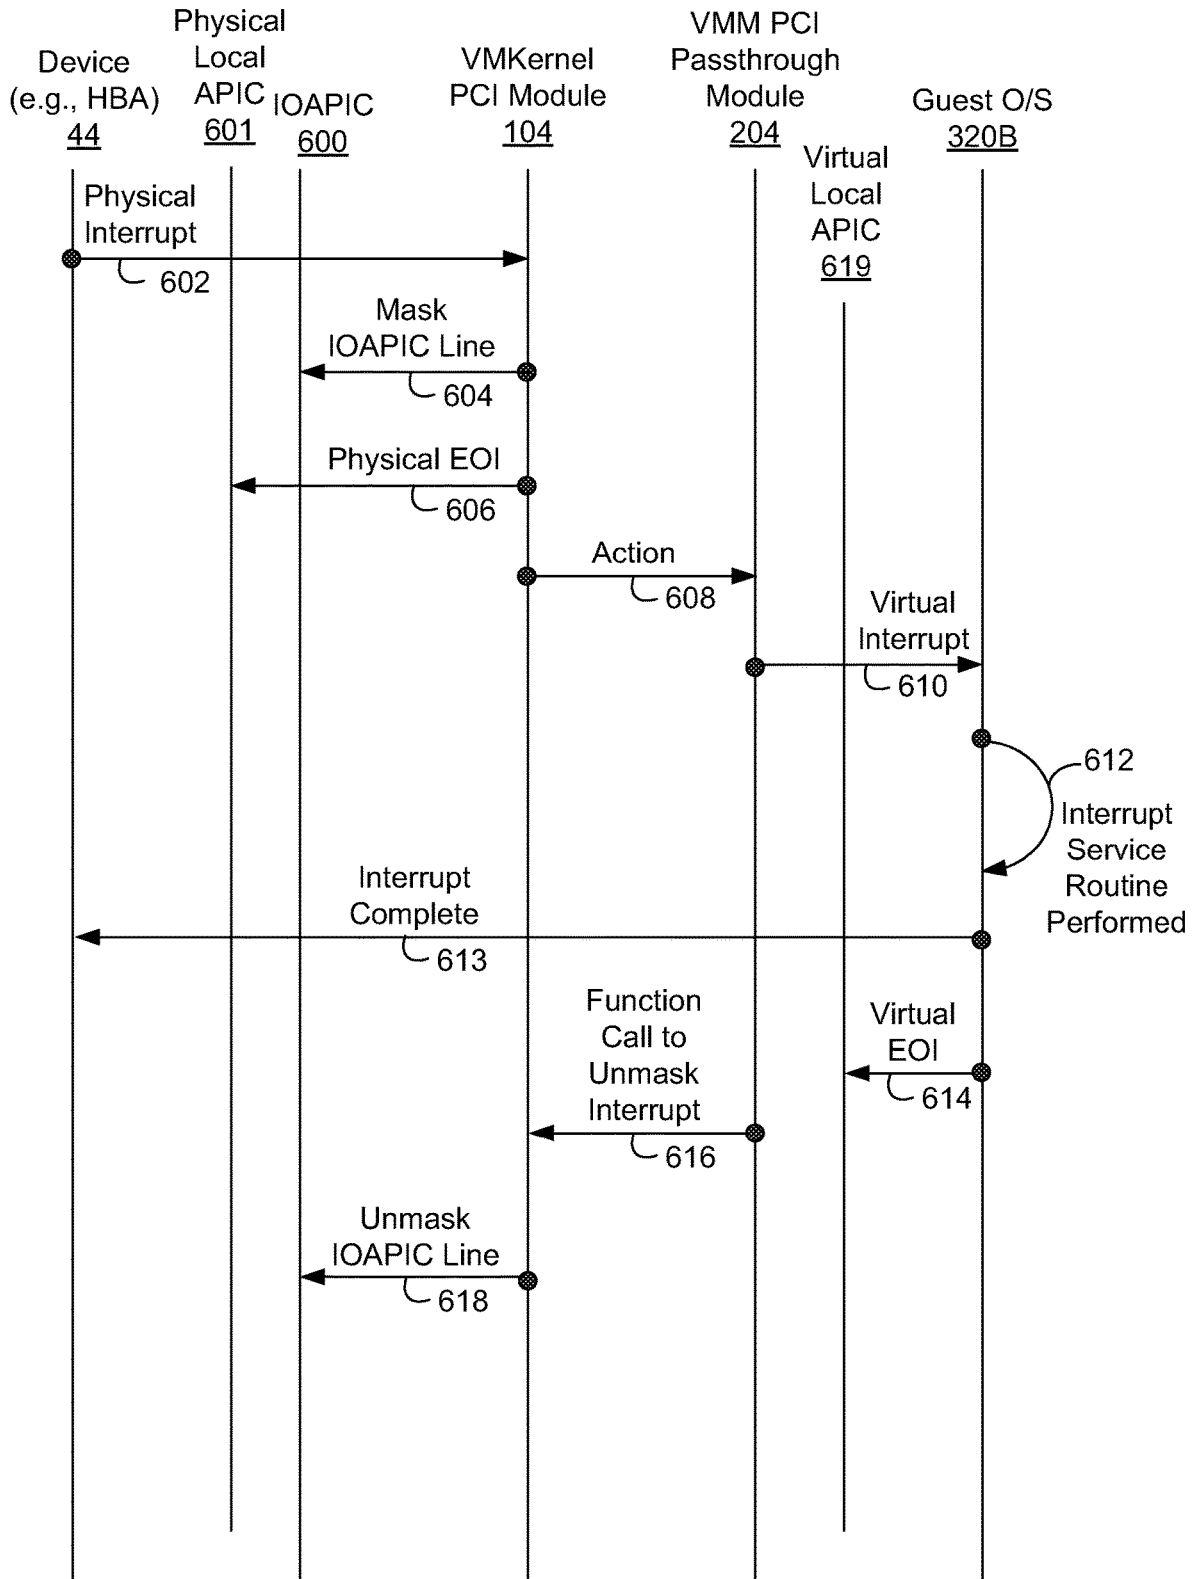 Device
(e.g., HBA)
44
Physical
Local
APIC
601
IOAPIC
600
VMKernel
PCI Module
104
VMM PCI
Passthrough
Module
204
Virtual
Local
APIC
619
Guest O/S
320B
Physical
Interrupt
602
Mask
IOAPIC Line
604
Physical EOI
606
Action
608
Virtual
Interrupt
610
612
Interrupt
Service
Routine
Performed
Interrupt
Complete
613
Virtual
EOI
614
Function
Call to
Unmask
Interrupt
616
Unmask
IOAPIC Line
618